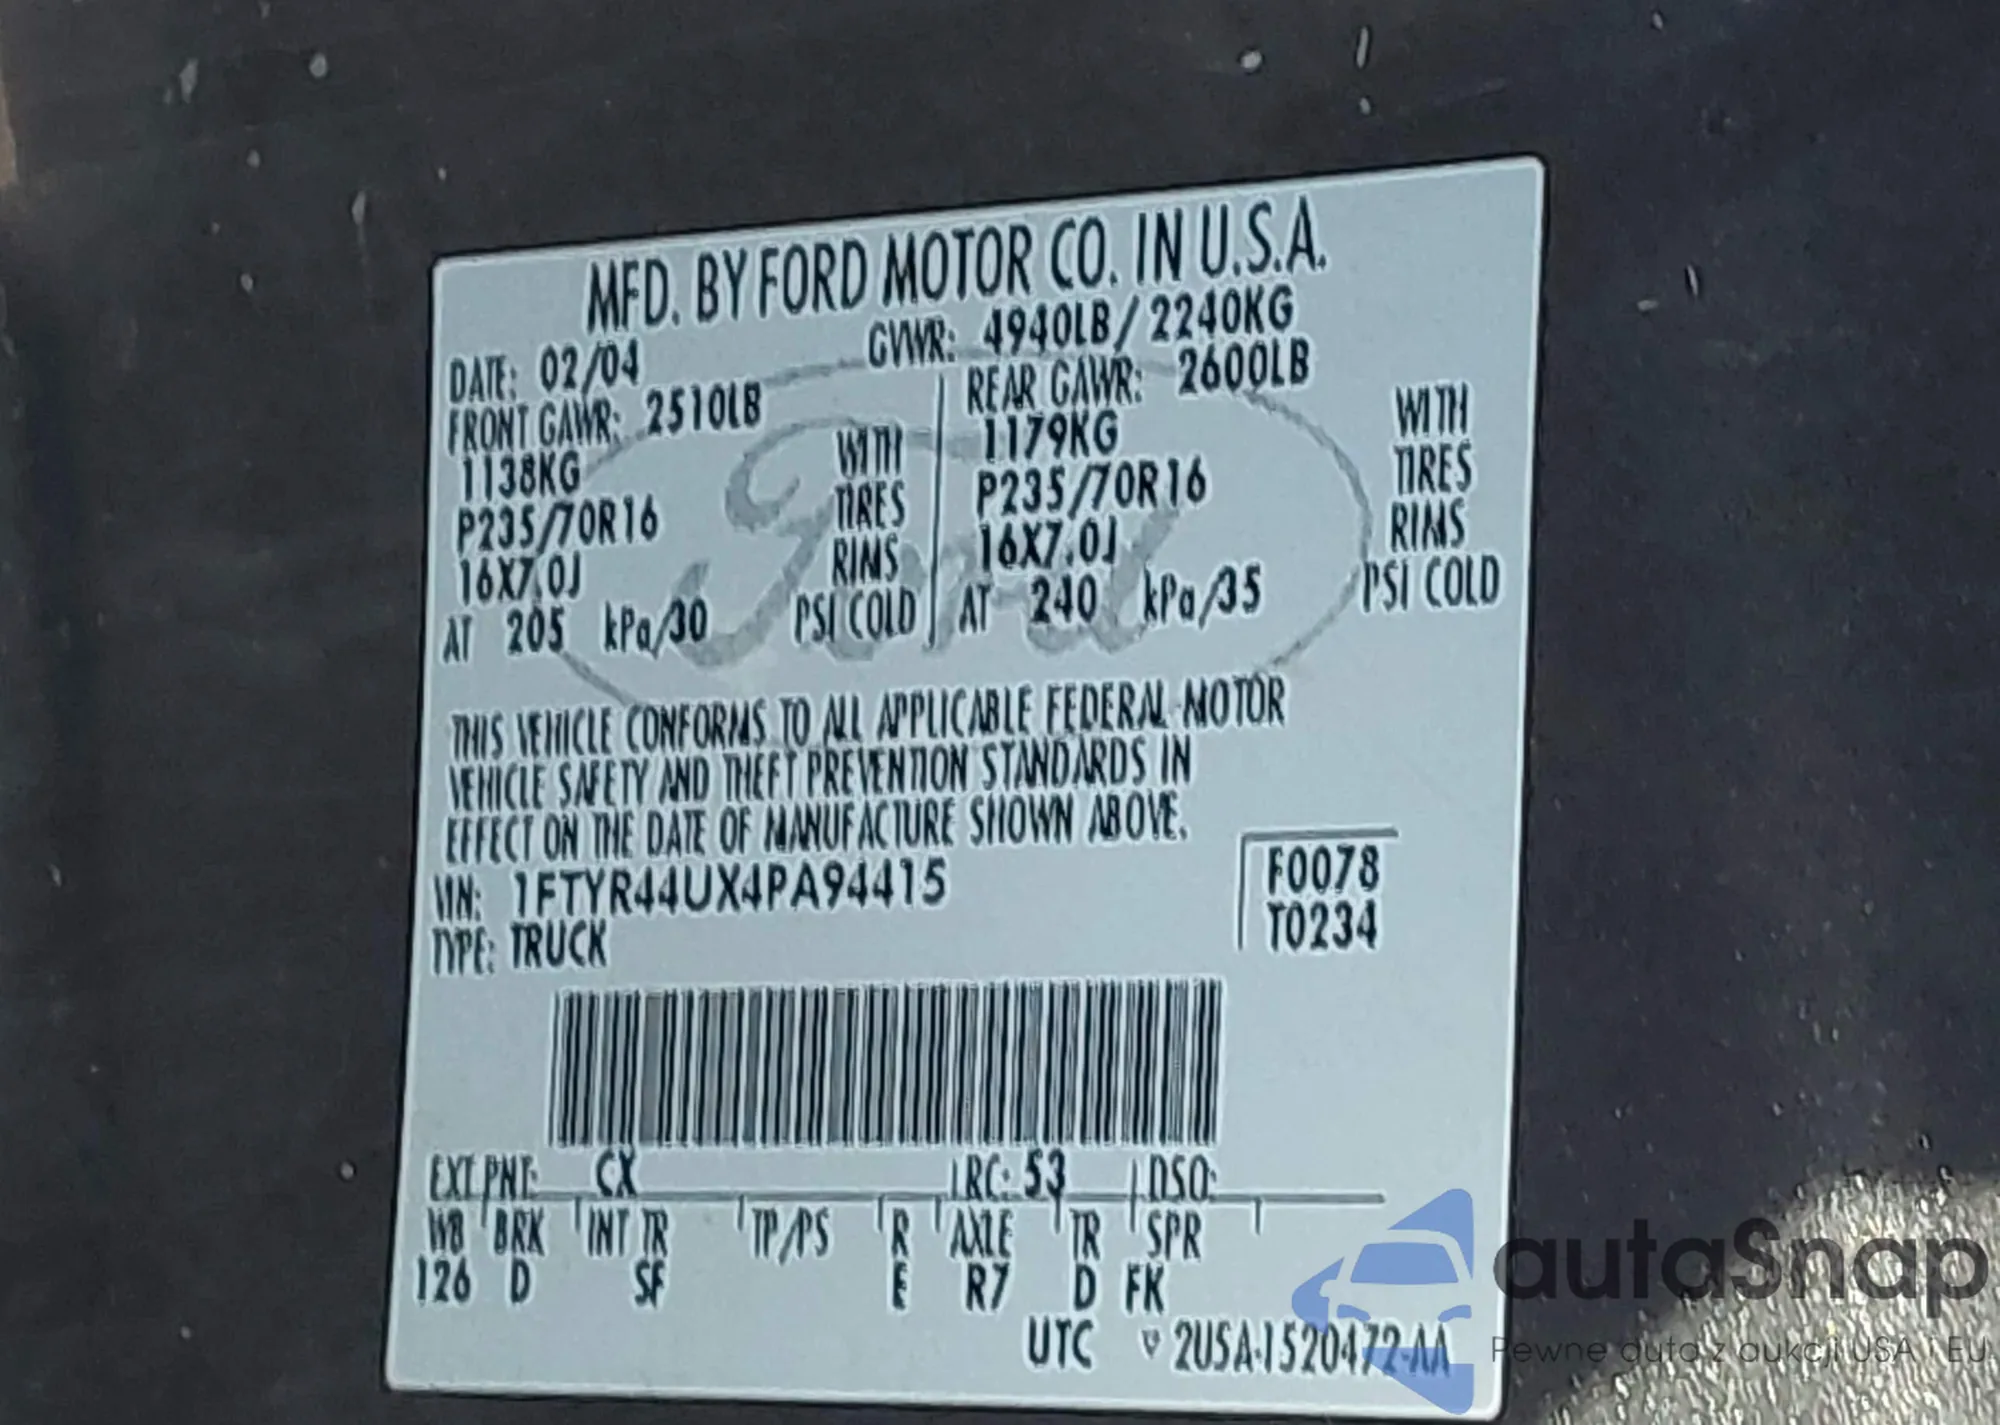 MFD. BY FORD MOTOR CO. IN U.S.A.
DATE: 02/04 GVWR: 4940LB / 2240KG
FRONT GAWR: 2510LB REAR GAWR: 2600LB
1138KG WITH 1179KG WITH
P235/70R16 TIRES P235/70R16 TIRES
16X7.0J RIMS 16X7.0J RIMS
AT 205 kPa/30 PSI COLD AT 240 kPa/35 PSI COLD
Ford
THIS VEHICLE CONFORMS TO ALL APPLICABLE FEDERAL MOTOR
VEHICLE SAFETY AND THEFT PREVENTION STANDARDS IN
EFFECT ON THE DATE OF MANUFACTURE SHOWN ABOVE.
VIN: 1FTYR44UX4PA94415 F0078
TYPE: TRUCK T0234
EXT PNT: CX RC: 53 DSO:
WB BRK INT TR TP/PS R AXLE TR SPR
126 D SF E R7 D FK
UTC 2U5A-1520472-AA
autaSnap
Pewne auta z aukcji USA i EU